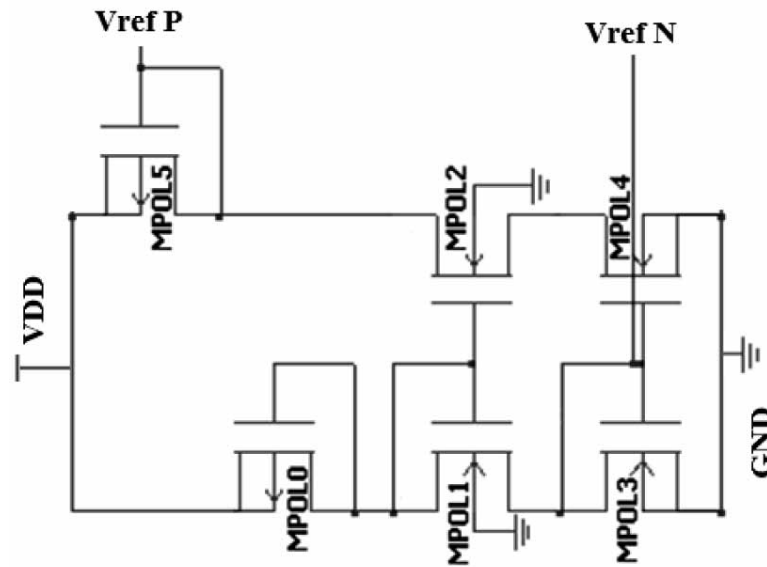 Vref P
Vref N
MPOL5
MPOL2
MPOL4
VDD
MPOL0
MPOL1
MPOL3
GND